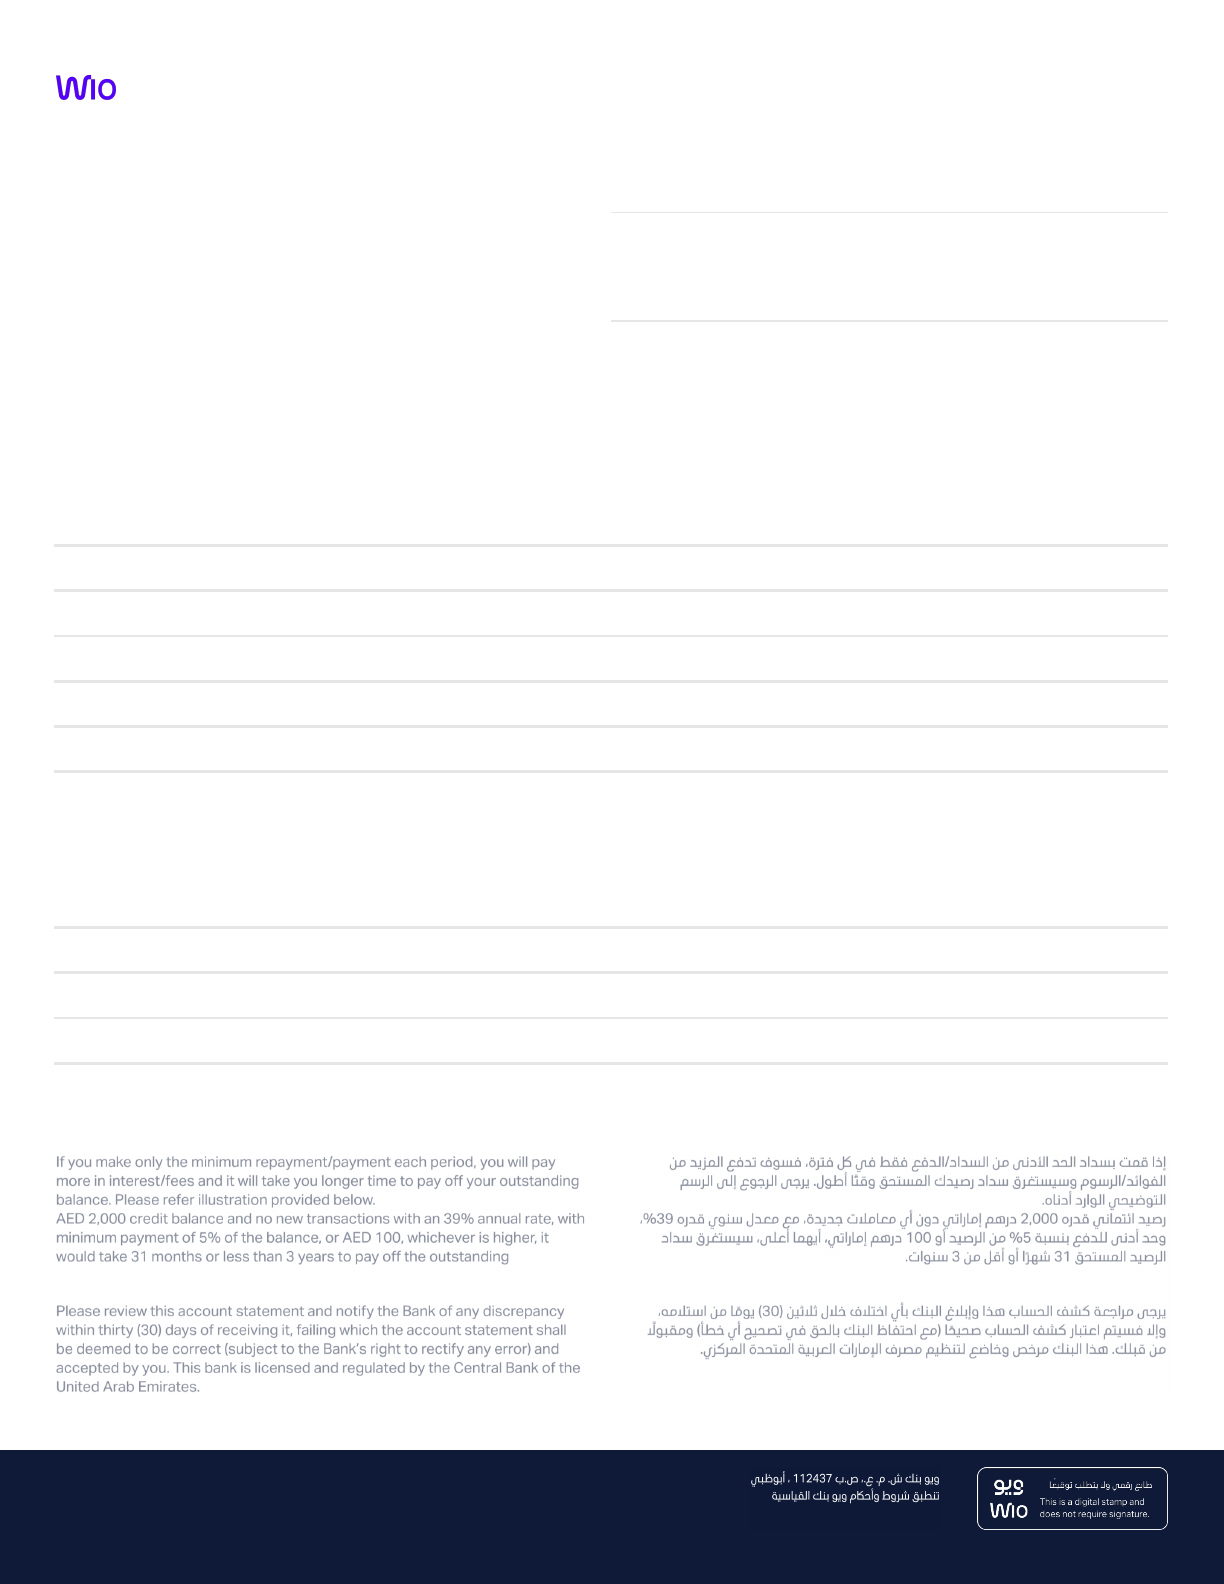 Wio
If you make only the minimum repayment/payment each period, you will pay
more in interest/fees and it will take you longer time to pay off your outstanding
balance. Please refer illustration provided below.
AED 2,000 credit balance and no new transactions with an 39% annual rate, with
minimum payment of 5% of the balance, or AED 100, whichever is higher, it
would take 31 months or less than 3 years to pay off the outstanding
إذا قمت بسداد الحد الأدنى من السداد/الدفع فقط في كل فترة، فسوف تدفع المزيد من
الفوائد/الرسوم وسيستغرق سداد رصيدك المستحق وقتًا أطول. يرجى الرجوع إلى الرسم
التوضيحي الوارد أدناه.
رصيد ائتماني قدره 2,000 درهم إماراتي دون أي معاملات جديدة، مع معدل سنوي قدره 39%،
وحد أدنى للدفع بنسبة 5% من الرصيد أو 100 درهم إماراتي، أيهما أعلى، سيستغرق سداد
الرصيد المستحق 31 شهرًا أو أقل من 3 سنوات.
Please review this account statement and notify the Bank of any discrepancy
within thirty (30) days of receiving it, failing which the account statement shall
be deemed to be correct (subject to the Bank's right to rectify any error) and
accepted by you. This bank is licensed and regulated by the Central Bank of the
United Arab Emirates.
يرجى مراجعة كشف الحساب هذا وإبلاغ البنك بأي اختلاف خلال ثلاثين (30) يومًا من استلامه،
وإلا فسيتم اعتبار كشف الحساب صحيحًا (مع احتفاظ البنك بالحق في تصحيح أي خطأ) ومقبولًا
من قبلك. هذا البنك مرخص وخاضع لتنظيم مصرف الإمارات العربية المتحدة المركزي.
ويو بنك ش. م. ع.، ص.ب 112437 ، أبوظبي
تنطبق شروط وأحكام ويو بنك القياسية
ويو
Wio
طابع رقمي ولا يتطلب توقيعًا
This is a digital stamp and
does not require signature.